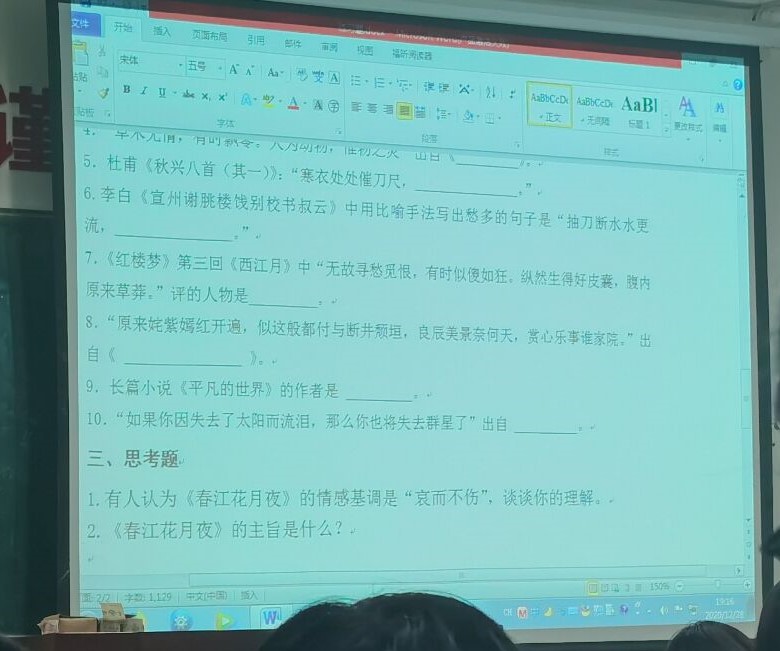 谨
文件 开始 插入 页面布局 引用 邮件 审阅 视图 福昕阅读器
宋体 五号
AaBbCcDc AaBbCcDc AaBl
正文 无间隔 标题 1 更改样式 编辑
粘贴 字体 段落 样式
4. “草木无情，有时飘零。人为动物，惟物之灵”出自《________》。
5. 杜甫《秋兴八首（其一）》：“寒衣处处催刀尺，____________。”
6. 李白《宣州谢朓楼饯别校书叔云》中用比喻手法写出愁多的句子是“抽刀断水水更
流，______________。”
7.《红楼梦》第三回《西江月》中“无故寻愁觅恨，有时似傻如狂。纵然生得好皮囊，腹内
原来草莽。”评的人物是________。
8. “原来姹紫嫣红开遍，似这般都付与断井颓垣，良辰美景奈何天，赏心乐事谁家院。”出
自《 ______________ 》。
9. 长篇小说《平凡的世界》的作者是 ________。
10. “如果你因失去了太阳而流泪，那么你也将失去群星了”出自 ________。
三、思考题
1. 有人认为《春江花月夜》的情感基调是“哀而不伤”，谈谈你的理解。
2.《春江花月夜》的主旨是什么？
页: 2/2 字数: 1,129 中文(中国) 插入 150%
CH 19:16
2020/12/28